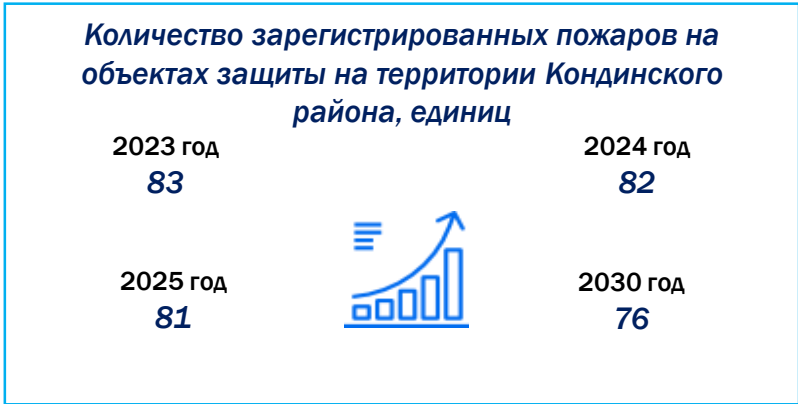 Количество зарегистрированных пожаров на
объектах защиты на территории Кондинского
района, единиц
2023 год
83
2024 год
82
2025 год
81
2030 год
76